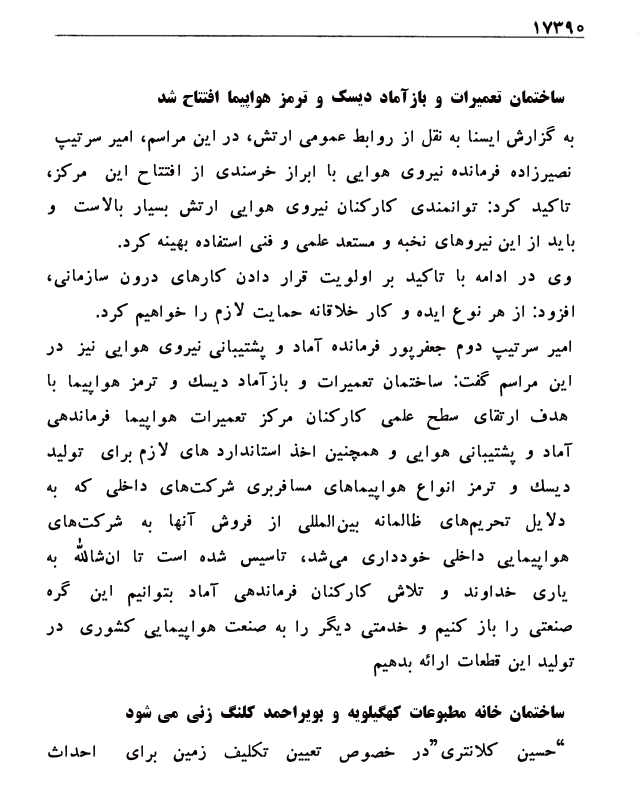 ۱۷۳۹۰
ساختمان تعمیرات و بازآماد دیسک و ترمز هواپیما افتتاح شد
به گزارش ایسنا به نقل از روابط عمومی ارتش، در این مراسم، امیر سرتیپ
نصیرزاده فرمانده نیروی هوایی با ابراز خرسندی از افتتاح این مرکز،
تاکید کرد: توانمندی کارکنان نیروی هوایی ارتش بسیار بالاست و
باید از این نیروهای نخبه و مستعد علمی و فنی استفاده بهینه کرد.
وی در ادامه با تاکید بر اولویت قرار دادن کارهای درون سازمانی،
افزود: از هر نوع ایده و کار خلاقانه حمایت لازم را خواهیم کرد.
امیر سرتیپ دوم جعفرپور فرمانده آماد و پشتیبانی نیروی هوایی نیز در
این مراسم گفت: ساختمان تعمیرات و بازآماد دیسک و ترمز هواپیما با
هدف ارتقای سطح علمی کارکنان مرکز تعمیرات هواپیما فرماندهی
آماد و پشتیبانی هوایی و همچنین اخذ استاندارد های لازم برای تولید
دیسک و ترمز انواع هواپیماهای مسافربری شرکت‌های داخلی که به
دلایل تحریم‌های ظالمانه بین‌المللی از فروش آنها به شرکت‌های
هواپیمایی داخلی خودداری می‌شد، تاسیس شده است تا ان‌شالله به
یاری خداوند و تلاش کارکنان فرماندهی آماد بتوانیم این گره
صنعتی را باز کنیم و خدمتی دیگر را به صنعت هواپیمایی کشوری در
تولید این قطعات ارائه بدهیم
ساختمان خانه مطبوعات کهگیلویه و بویراحمد کلنگ زنی می شود
“حسین کلانتری”در خصوص تعیین تکلیف زمین برای احداث